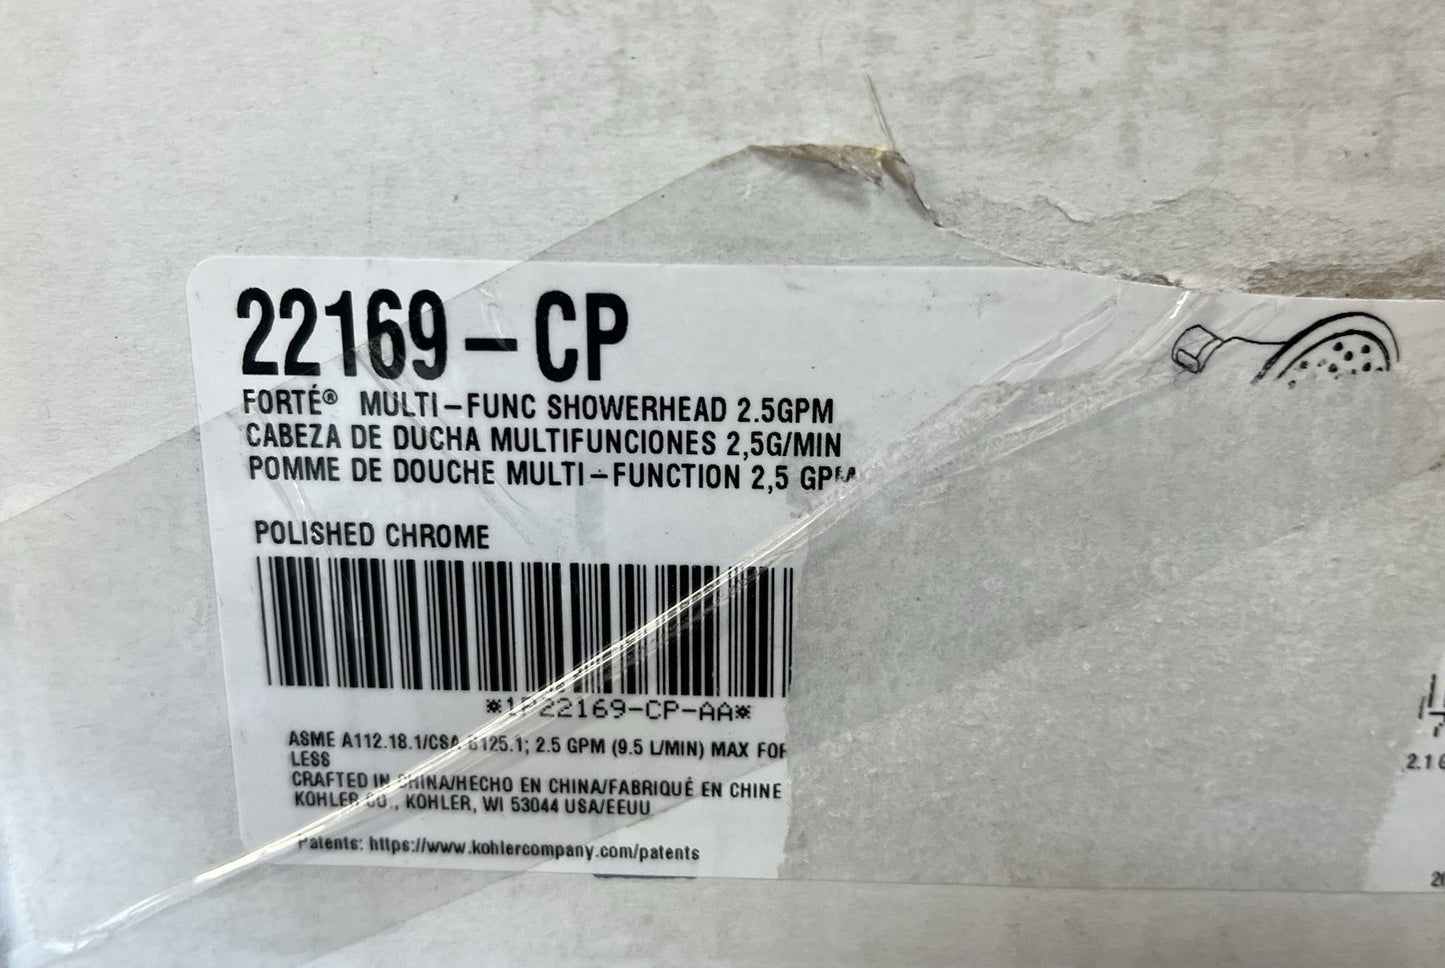 22169-CP
FORTÉ® MULTI-FUNC SHOWERHEAD 2.5GPM
CABEZA DE DUCHA MULTIFUNCIONES 2,5G/MIN
POMME DE DOUCHE MULTI-FUNCTION 2,5 GPM
POLISHED CHROME
*1P22169-CP-AA*
ASME A112.18.1/CSA B125.1; 2.5 GPM (9.5 L/MIN) MAX FOR
LESS
CRAFTED IN CHINA/HECHO EN CHINA/FABRIQUÉ EN CHINE
KOHLER CO., KOHLER, WI 53044 USA/EEUU
Patents: https://www.kohlercompany.com/patents
2.1